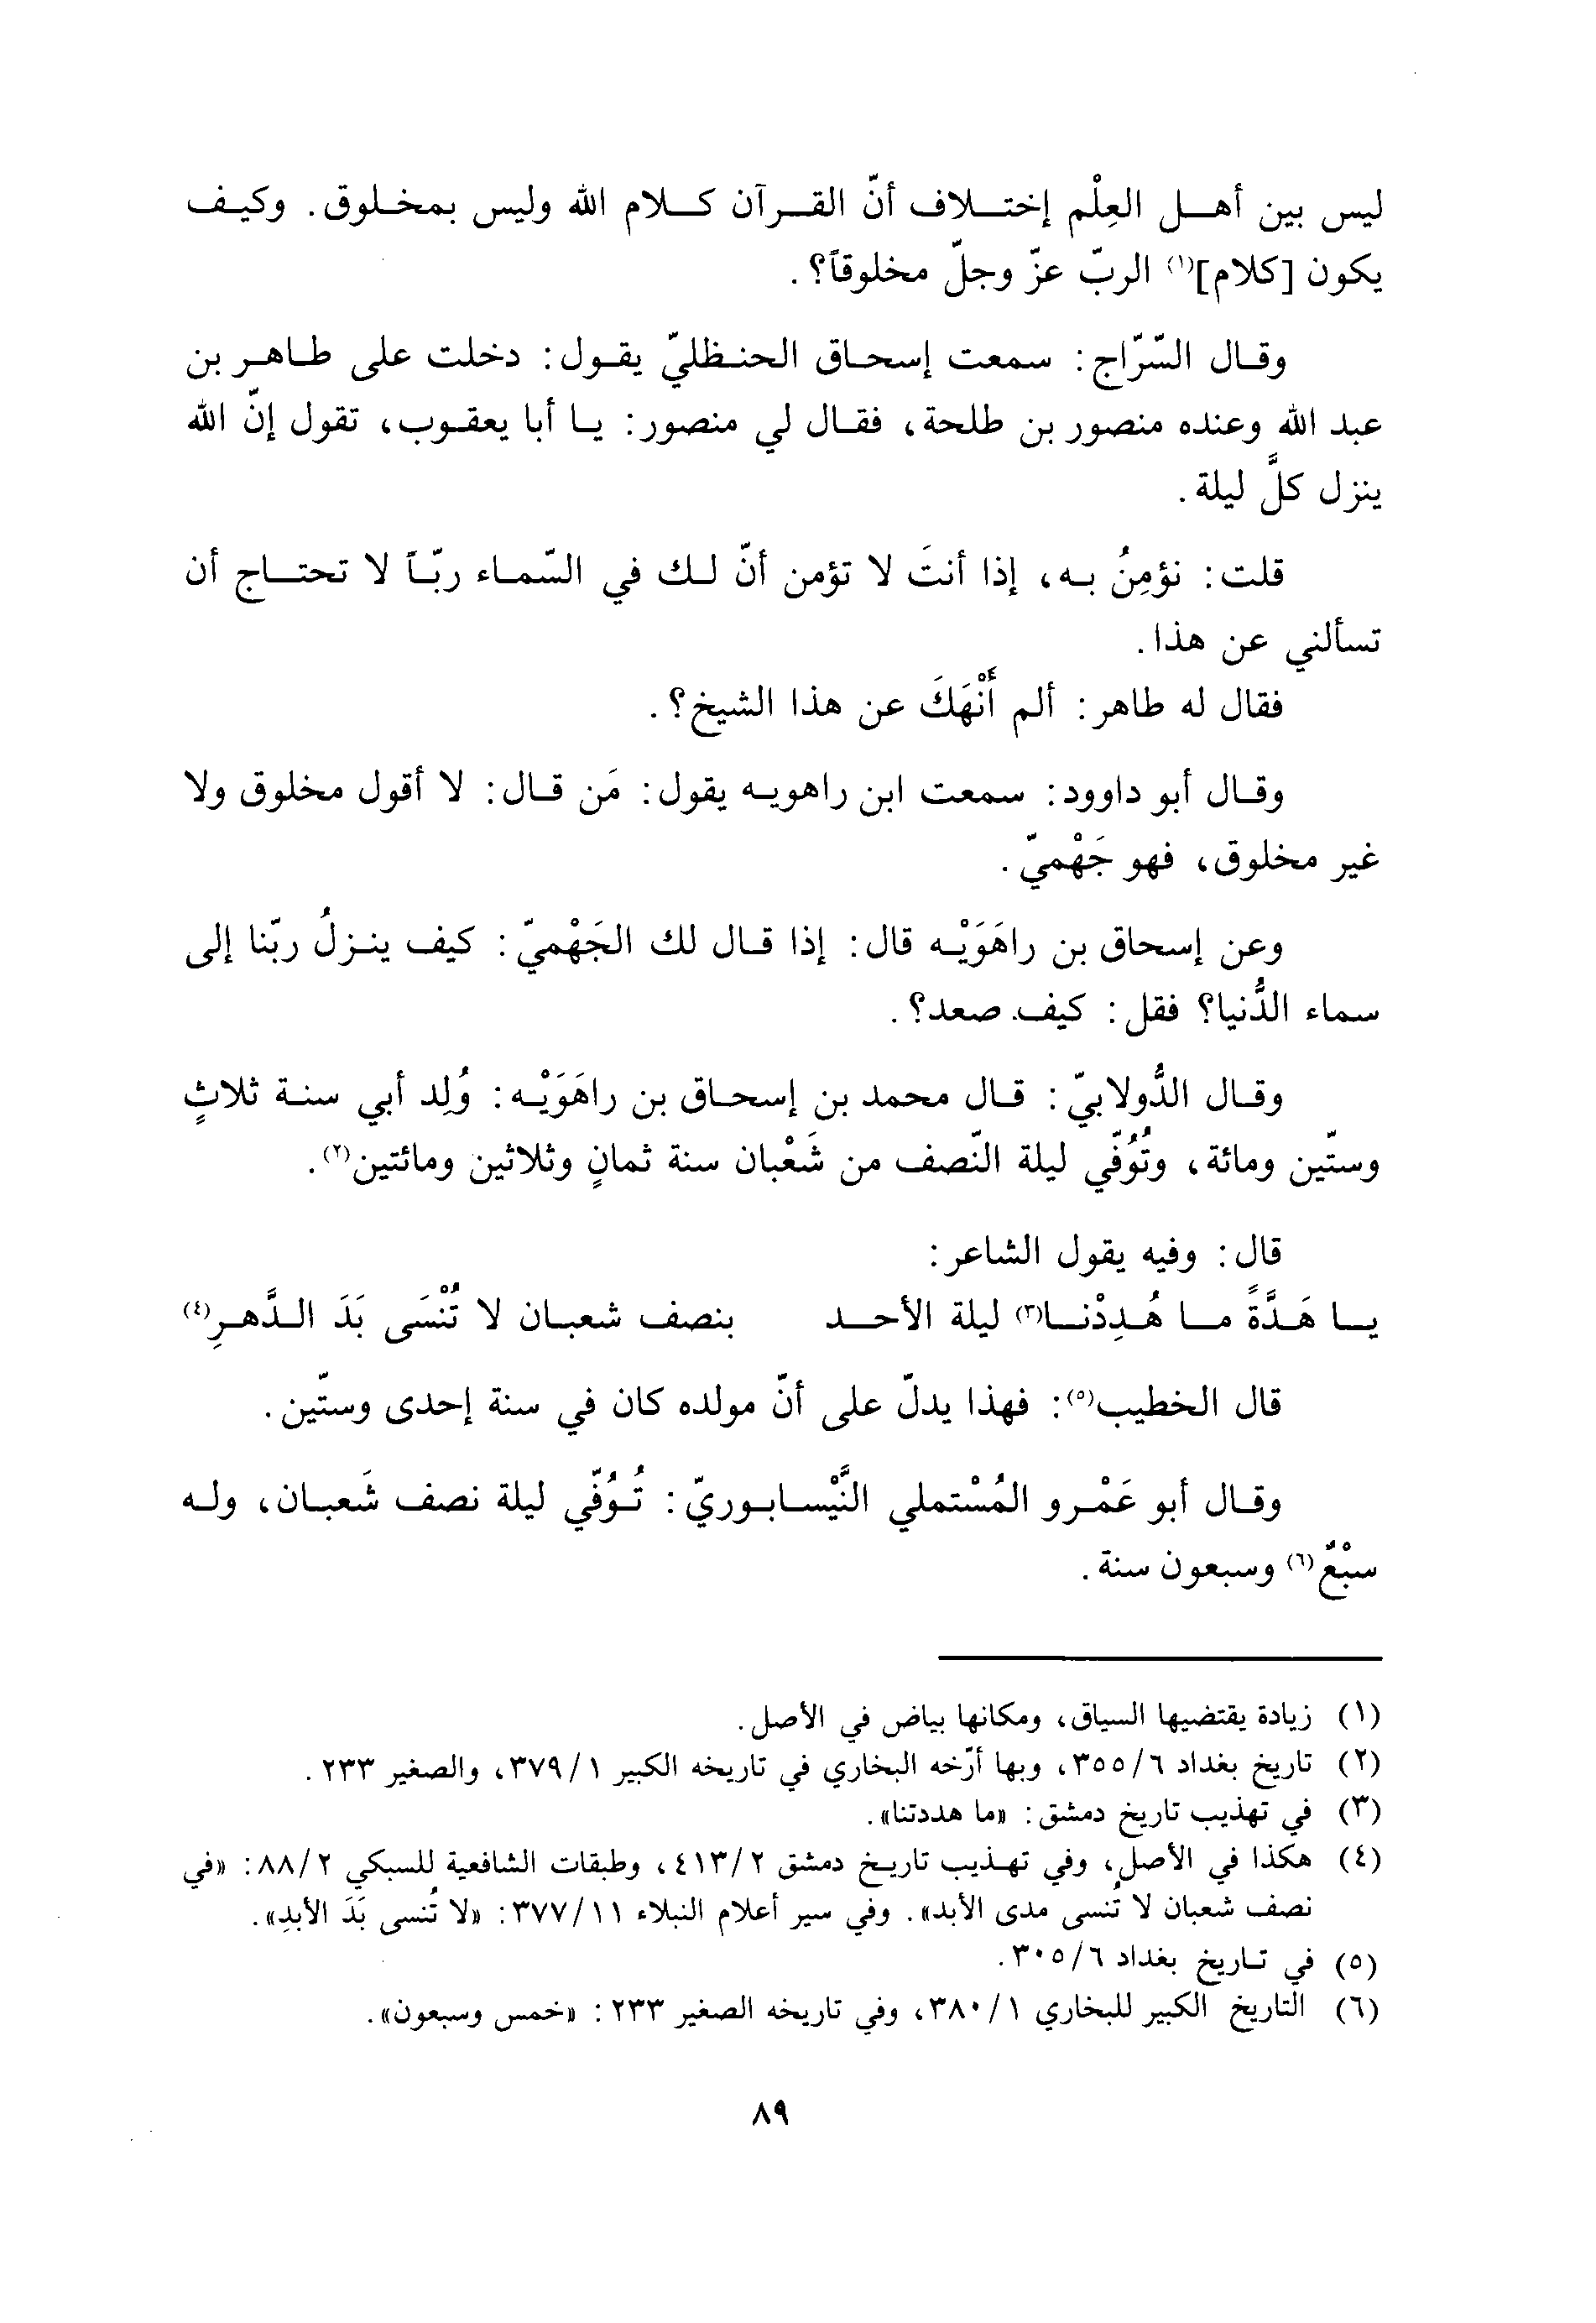 ليس بين أهل العِلْم إختلاف أنّ القرآن كلام الله وليس بمخلوق. وكيف
يكون [كلام](١) الربّ عزّ وجلّ مخلوقاً؟.
وقال السّرّاج: سمعت إسحاق الحنظليّ يقول: دخلت على طاهر بن
عبد الله وعنده منصور بن طلحة، فقال لي منصور: يا أبا يعقوب، تقول إنّ الله
ينزل كلَّ ليلة.
قلت: نؤمِنُ به، إذا أنتَ لا تؤمن أنّ لك في السّماء ربّاً لا تحتاج أن
تسألني عن هذا.
فقال له طاهر: ألم أَنْهَكَ عن هذا الشيخ؟.
وقال أبو داوود: سمعت ابن راهويه يقول: مَن قال: لا أقول مخلوق ولا
غير مخلوق، فهو جَهْميّ.
وعن إسحاق بن راهَوَيْه قال: إذا قال لك الجَهْميّ: كيف ينزلُ ربّنا إلى
سماء الدُّنيا؟ فقل: كيف صعد؟.
وقال الدُّولابيّ: قال محمد بن إسحاق بن راهَوَيْه: وُلِد أبي سنة ثلاثٍ
وستّين ومائة، وتُوُفّي ليلة النّصف من شَعْبان سنة ثمانٍ وثلاثين ومائتين(٢).
قال: وفيه يقول الشاعر:
يا هَدَّةً ما هُدِدْنا(٣) ليلة الأحد بنصف شعبان لا تُنْسَى بَدَ الدَّهرِ(٤)
قال الخطيب(٥): فهذا يدلّ على أنّ مولده كان في سنة إحدى وستّين.
وقال أبو عَمْرو المُسْتملي النَّيْسابوريّ: تُوُفّي ليلة نصف شَعبان، وله
سبْعٌ(٦) وسبعون سنة.
(١) زيادة يقتضيها السياق، ومكانها بياض في الأصل.
(٢) تاريخ بغداد ٦/٣٥٥، وبها أرّخه البخاري في تاريخه الكبير ١/٣٧٩، والصغير ٢٣٣.
(٣) في تهذيب تاريخ دمشق: «ما هددتنا».
(٤) هكذا في الأصل، وفي تهذيب تاريخ دمشق ٢/٤١٣، وطبقات الشافعية للسبكي ٢/٨٨: «في
نصف شعبان لا تُنسى مدى الأبد». وفي سير أعلام النبلاء ١١/٣٧٧: «لا تُنسى بَدَ الأبدِ».
(٥) في تاريخ بغداد ٦/٣٠٥.
(٦) التاريخ الكبير للبخاري ١/٣٨٠، وفي تاريخه الصغير ٢٣٣: «خمس وسبعون».
٨٩